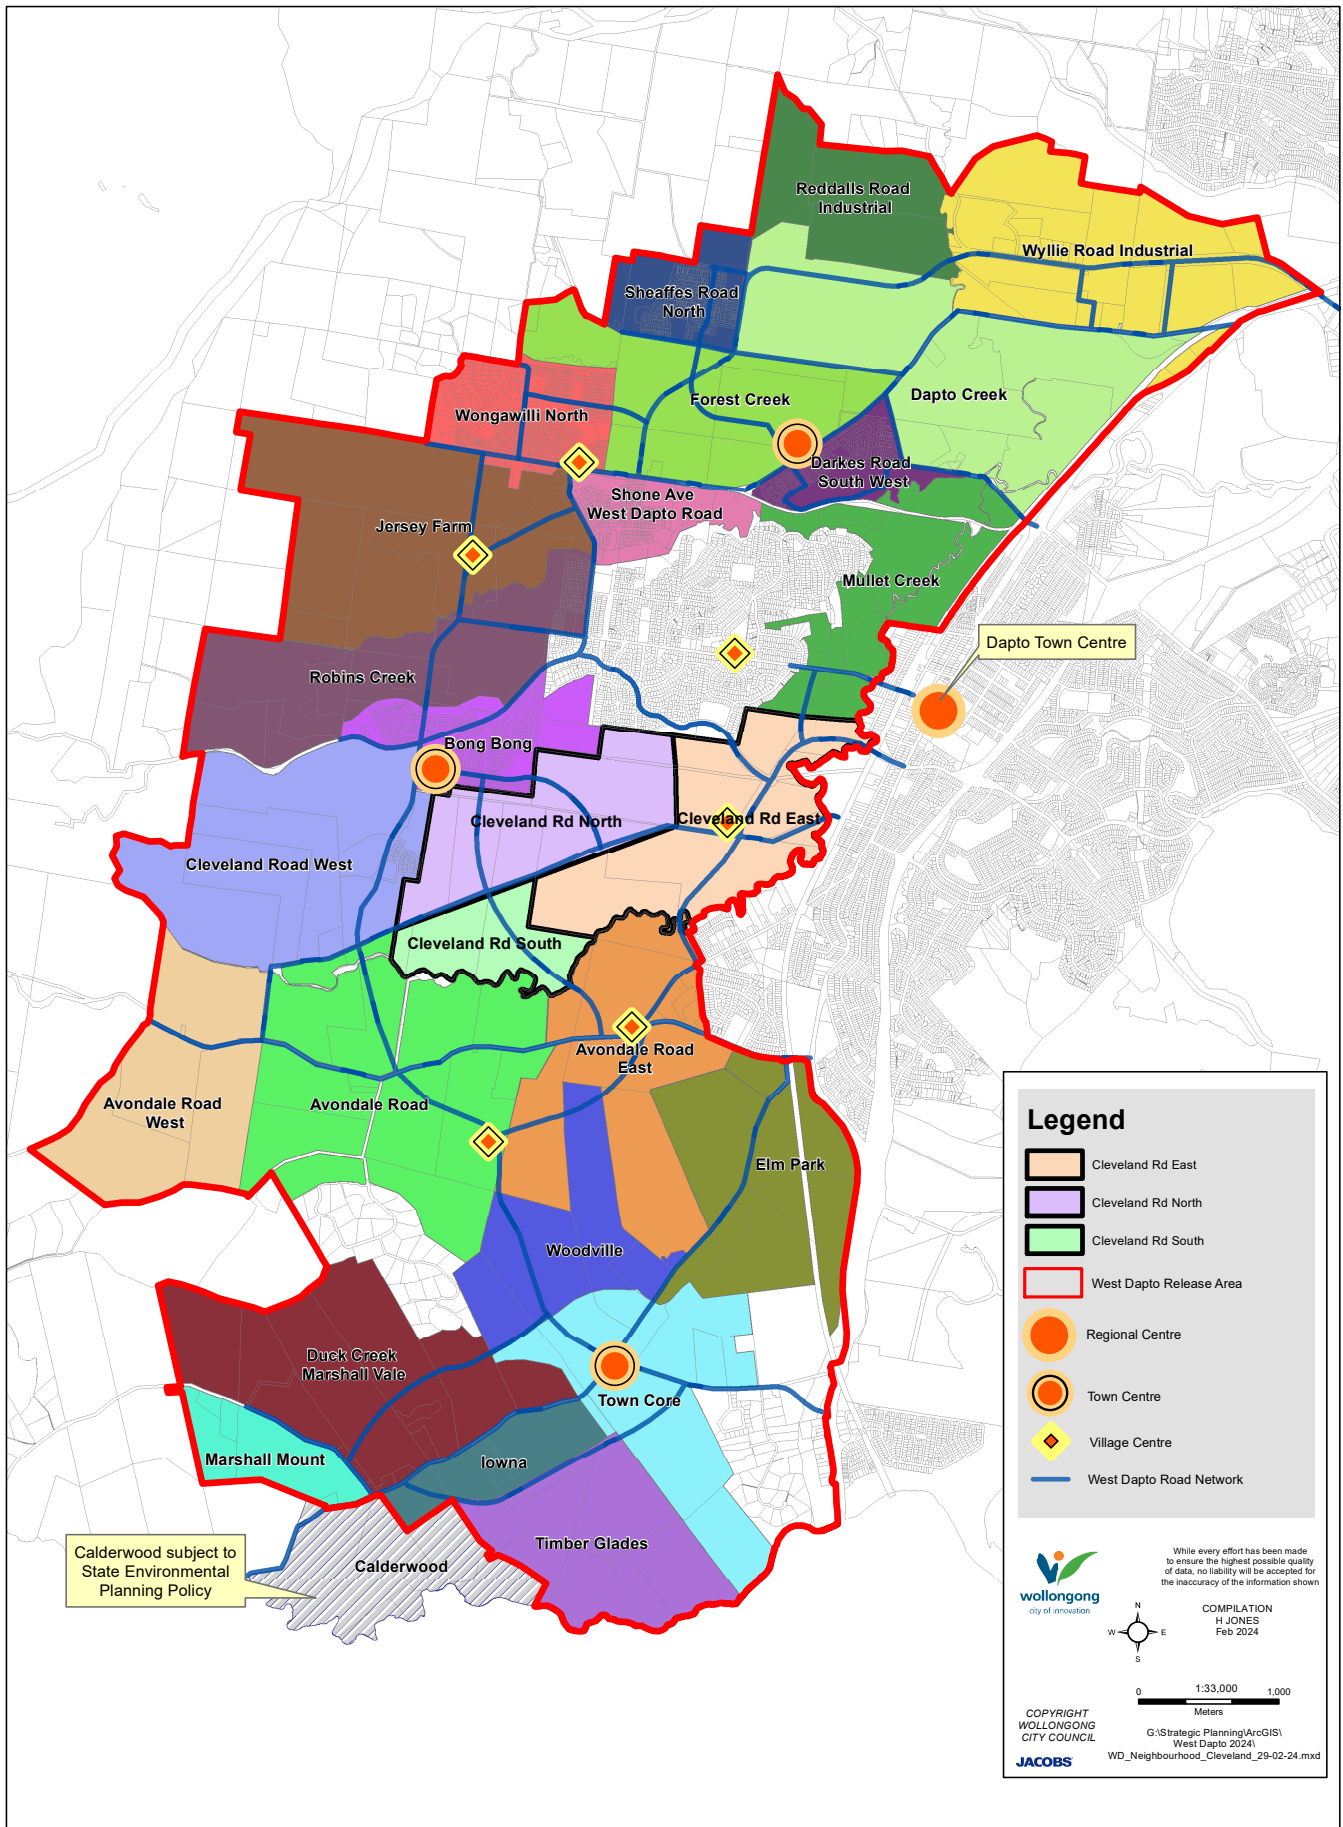 Reddalls Road
Industrial
Wyllie Road Industrial
Sheaffes Road
North
Forest Creek
Dapto Creek
Wongawilli North
Darkes Road
South West
Shone Ave
West Dapto Road
Jersey Farm
Mullet Creek
Dapto Town Centre
Robins Creek
Bong Bong
Cleveland Rd North
Cleveland Rd East
Cleveland Road West
Cleveland Rd South
Avondale Road
East
Avondale Road
West
Avondale Road
Elm Park
Woodville
Duck Creek
Marshall Vale
Town Core
Marshall Mount
Iowna
Timber Glades
Calderwood
Calderwood subject to
State Environmental
Planning Policy
Legend
Cleveland Rd East
Cleveland Rd North
Cleveland Rd South
West Dapto Release Area
Regional Centre
Town Centre
Village Centre
West Dapto Road Network
wollongong
city of innovation
While every effort has been made
to ensure the highest possible quality
of data, no liability will be accepted for
the inaccuracy of the information shown
N
W E
S
COMPILATION
H JONES
Feb 2024
0 1:33,000 1,000
Meters
COPYRIGHT
WOLLONGONG
CITY COUNCIL
JACOBS
G:\Strategic Planning\ArcGIS\
West Dapto 2024\
WD_Neighbourhood_Cleveland_29-02-24.mxd